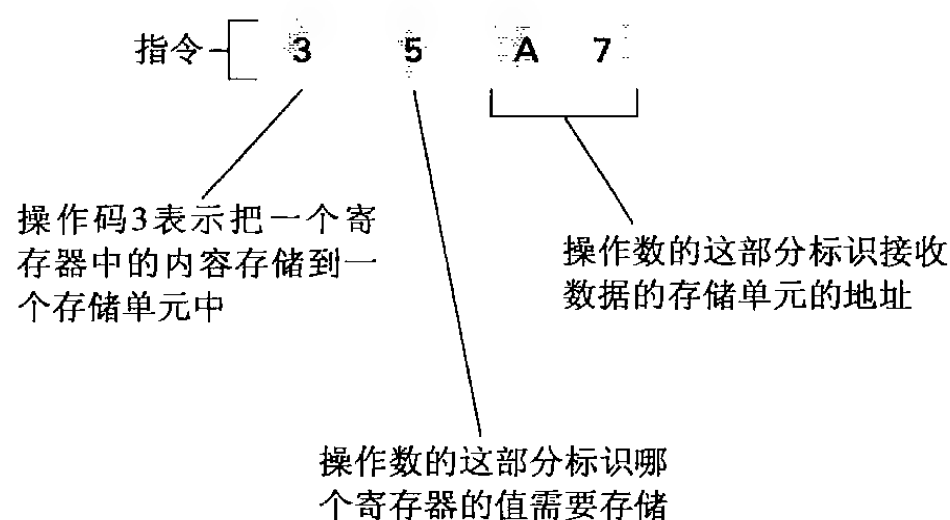 指令 3 5 A 7
操作码3表示把一个寄
存器中的内容存储到一
个存储单元中
操作数的这部分标识接收
数据的存储单元的地址
操作数的这部分标识哪
个寄存器的值需要存储